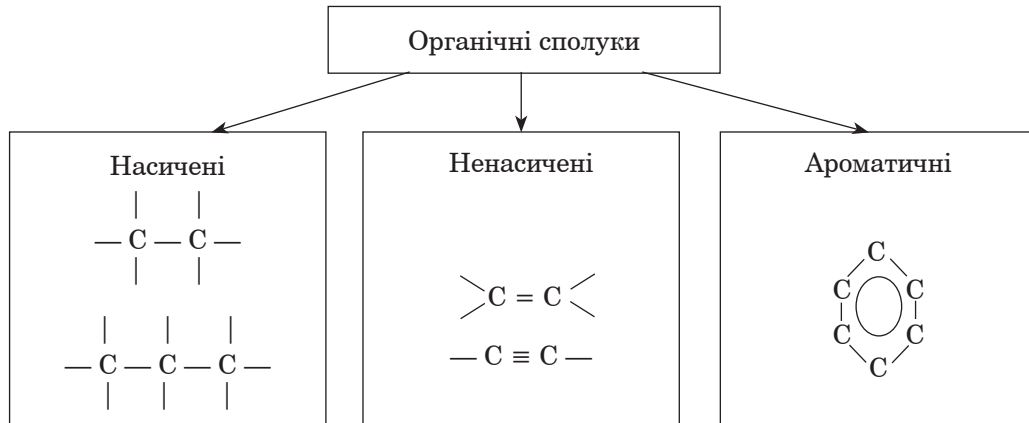 Органічні сполуки
Насичені
— C — C —
— C — C — C —
Ненасичені
C = C
— C ≡ C —
Ароматичні
C
C C
C C
C